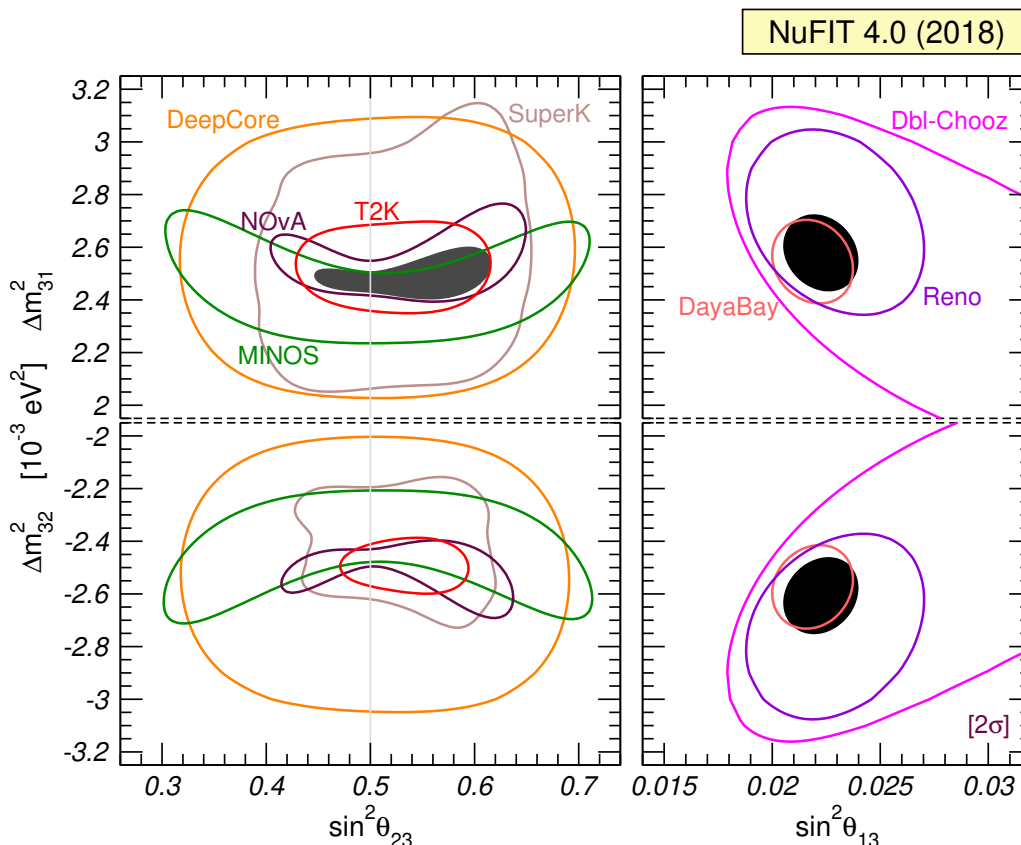 NuFIT 4.0 (2018)
3.2
3
2.8
2.6
2.4
2.2
2
-2
-2.2
-2.4
-2.6
-2.8
-3
-3.2
Δm²₃₁
[10⁻³ eV²]
Δm²₃₂
DeepCore
SuperK
NOvA
T2K
MINOS
Dbl-Chooz
DayaBay
Reno
[2σ]
0.3 0.4 0.5 0.6 0.7
0.015 0.02 0.025 0.03
sin²θ₂₃
sin²θ₁₃